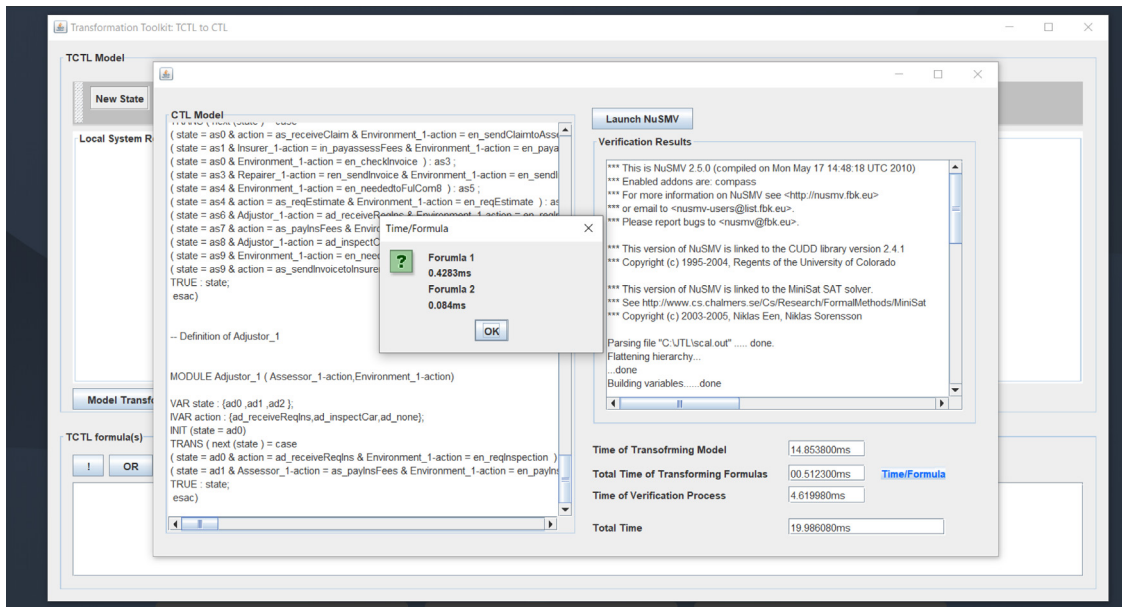 Transformation Toolkit: TCTL to CTL
TCTL Model
New State
Local System R
Model Transf
TCTL formula(s)
!
OR
CTL Model
( state = as0 & action = as_receiveClaim & Environment_1-action = en_sendClaimtoAss
( state = as1 & Insurer_1-action = in_payassessFees & Environment_1-action = en_paya
( state = as0 & Environment_1-action = en_checkInvoice ) : as3 ;
( state = as3 & Repairer_1-action = ren_sendInvoice & Environment_1-action = en_sendI
( state = as4 & Environment_1-action = en_neededtoFulCom8 ) : as5 ;
( state = as4 & action = as_reqEstimate & Environment_1-action = en_reqEstimate ) : as
( state = as6 & Adjustor_1-action = ad_receiveReqIns & Environment_1-action = en_reqIn
( state = as7 & action = as_payInsFees & Enviro
( state = as8 & Adjustor_1-action = ad_inspectC
( state = as9 & Environment_1-action = en_nee
( state = as9 & action = as_sendInvoicetoInsure
TRUE : state;
esac)
-- Definition of Adjustor_1
MODULE Adjustor_1 ( Assessor_1-action,Environment_1-action)
VAR state : {ad0 ,ad1 ,ad2 };
IVAR action : {ad_receiveReqIns,ad_inspectCar,ad_none};
INIT (state = ad0)
TRANS ( next (state ) = case
( state = ad0 & action = ad_receiveReqIns & Environment_1-action = en_reqInspection )
( state = ad1 & Assessor_1-action = as_payInsFees & Environment_1-action = en_payIns
TRUE : state;
esac)
Time/Formula
?
Forumla 1
0.4283ms
Forumla 2
0.084ms
OK
Launch NuSMV
Verification Results
*** This is NuSMV 2.5.0 (compiled on Mon May 17 14:48:18 UTC 2010)
*** Enabled addons are: compass
*** For more information on NuSMV see <http://nusmv.fbk.eu>
*** or email to <nusmv-users@list.fbk.eu>.
*** Please report bugs to <nusmv@fbk.eu>.
*** This version of NuSMV is linked to the CUDD library version 2.4.1
*** Copyright (c) 1995-2004, Regents of the University of Colorado
*** This version of NuSMV is linked to the MiniSat SAT solver.
*** See http://www.cs.chalmers.se/Cs/Research/FormalMethods/MiniSat
*** Copyright (c) 2003-2005, Niklas Een, Niklas Sorensson
Parsing file "C:\JTL\scal.out" ..... done.
Flattening hierarchy...
...done
Building variables......done
Time of Transofrming Model 14.853800ms
Total Time of Transforming Formulas 00.512300ms Time/Formula
Time of Verification Process 4.619980ms
Total Time 19.986080ms